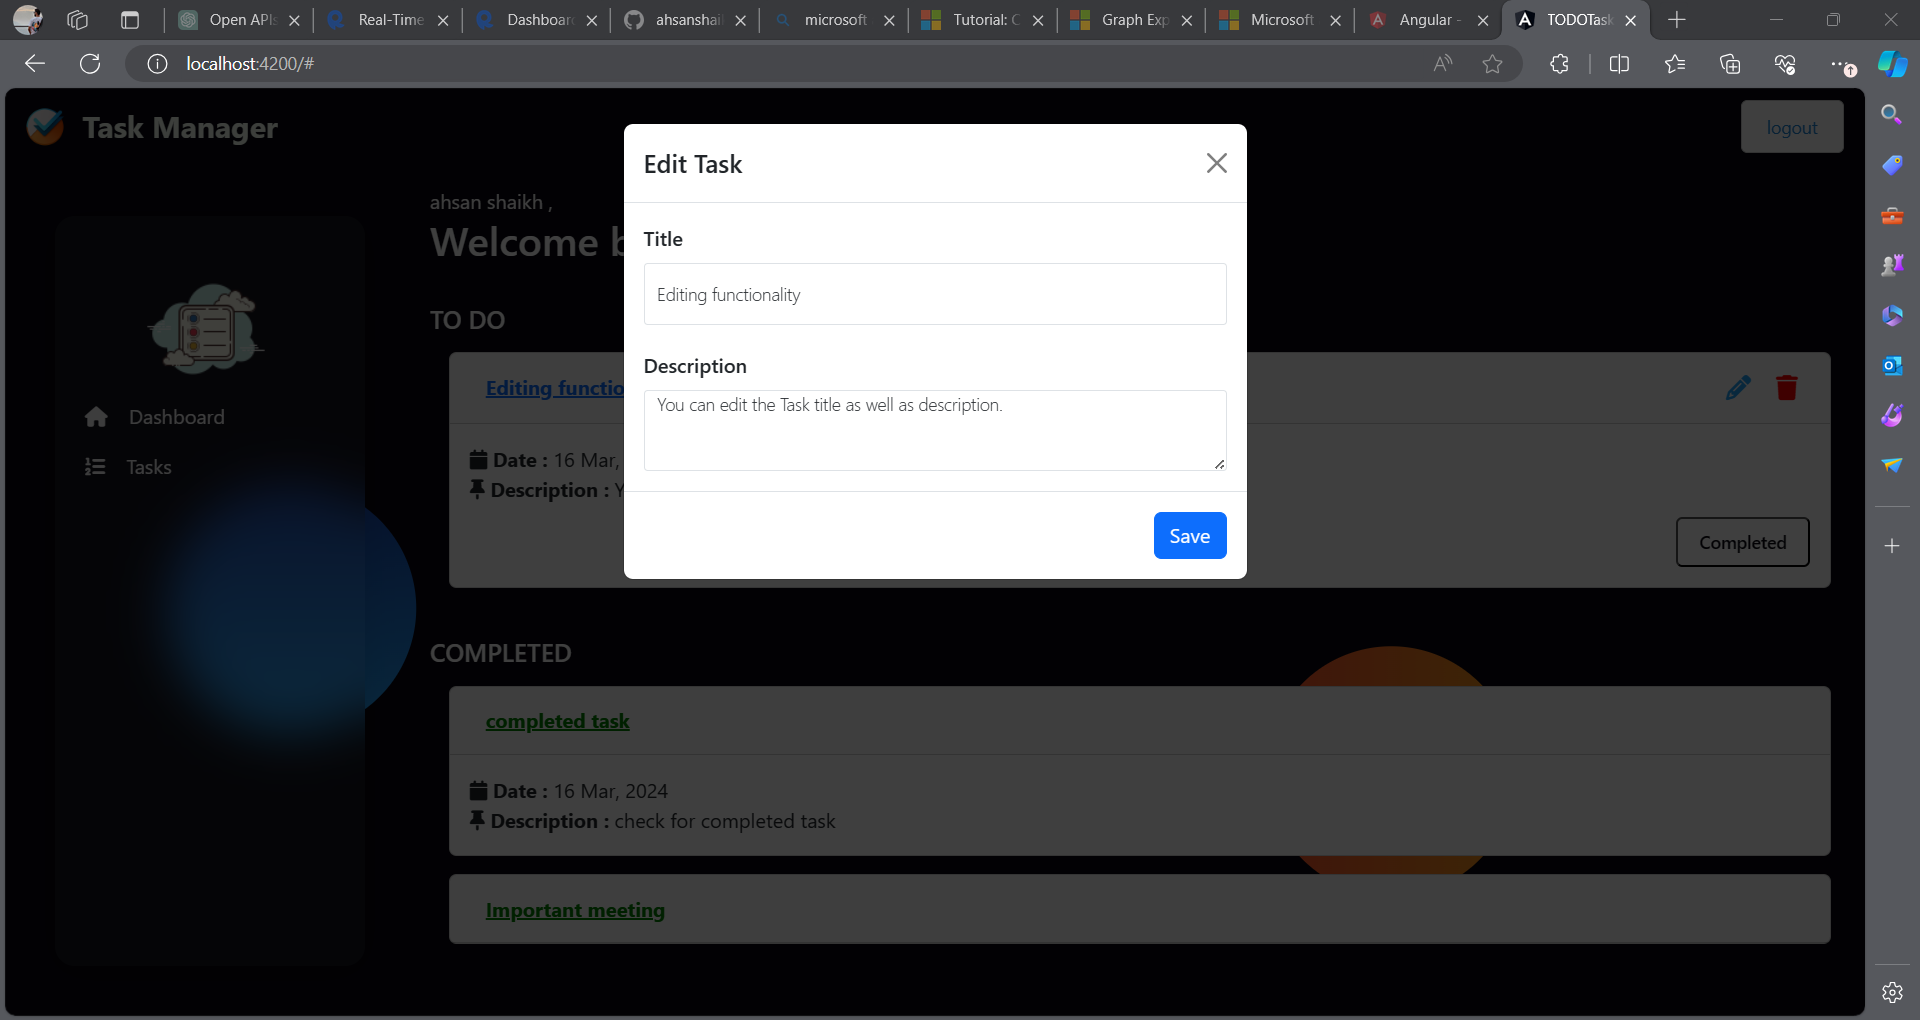 Open APIs
Real-Time
Dashboard
ahsanshai
microsoft
Tutorial: C
Graph Exp
Microsoft
Angular -
TODOTask
localhost:4200/#
Task Manager
logout
ahsan shaikh ,
Welcome b
Dashboard
Tasks
TO DO
Editing functio
Date : 16 Mar,
Description : Y
Completed
Edit Task
Title
Editing functionality
Description
You can edit the Task title as well as description.
Save
COMPLETED
completed task
Date : 16 Mar, 2024
Description : check for completed task
Important meeting